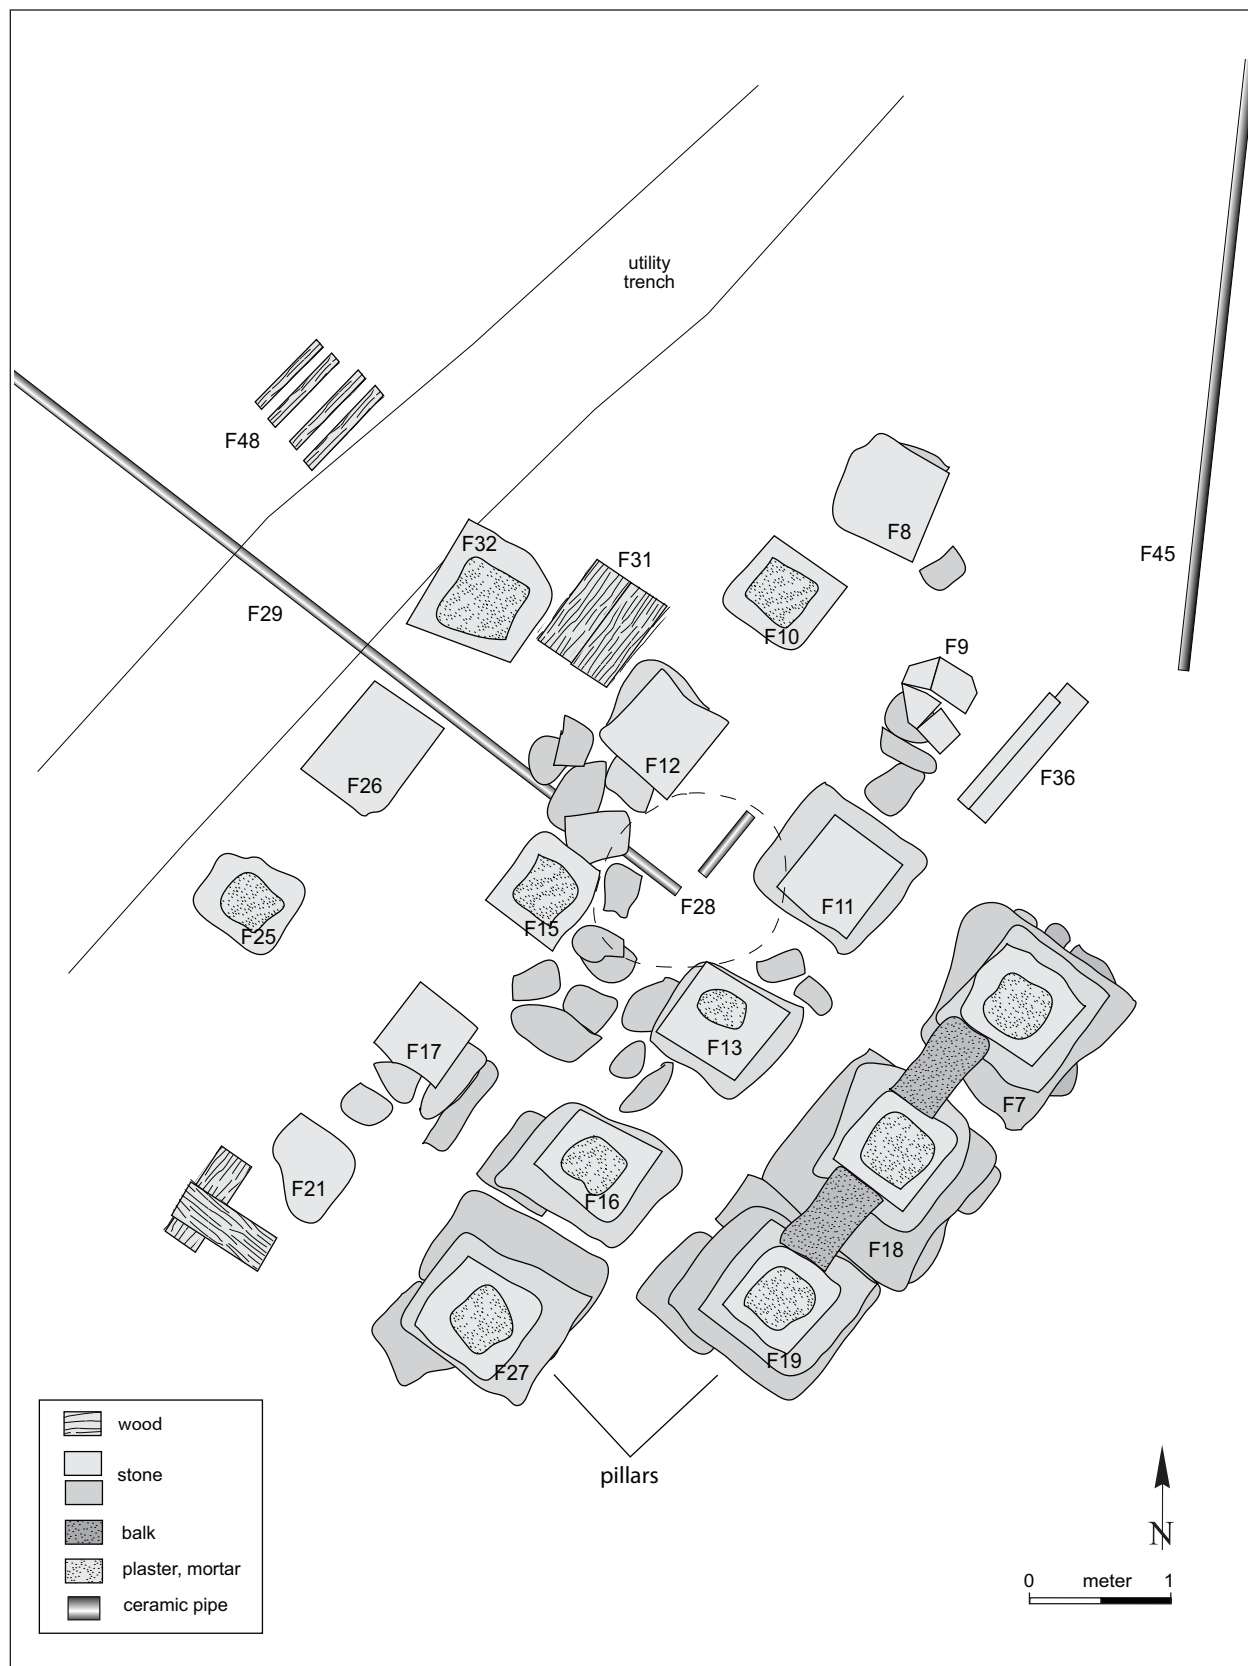 utility
trench
F48
F8
F32
F31
F45
F29
F10
F9
F12
F26
F36
F11
F28
F15
F25
F13
F17
F7
F21
F16
F18
F19
F27
pillars
wood
stone
balk
plaster, mortar
ceramic pipe
N
0 meter 1